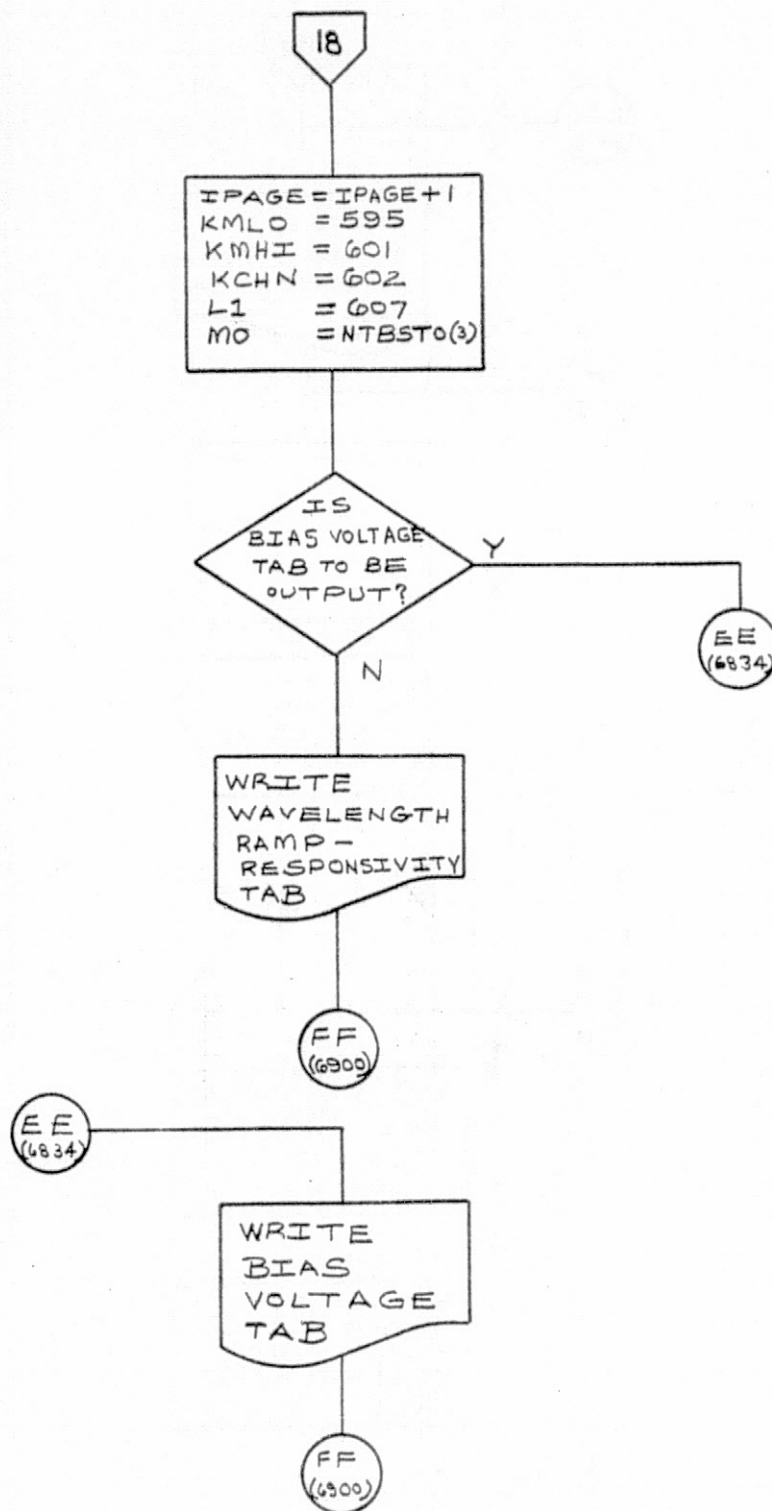 18
IPAGE=IPAGE+1
KMLO = 595
KMHI = 601
KCHN = 602
L1 = 607
MO = NTBSTO(3)
IS
BIAS VOLTAGE
TAB TO BE
OUTPUT?
Y
EE
(6834)
N
WRITE
WAVELENGTH
RAMP-
RESPONSIVITY
TAB
FF
(6900)
EE
(6834)
WRITE
BIAS
VOLTAGE
TAB
FF
(6900)